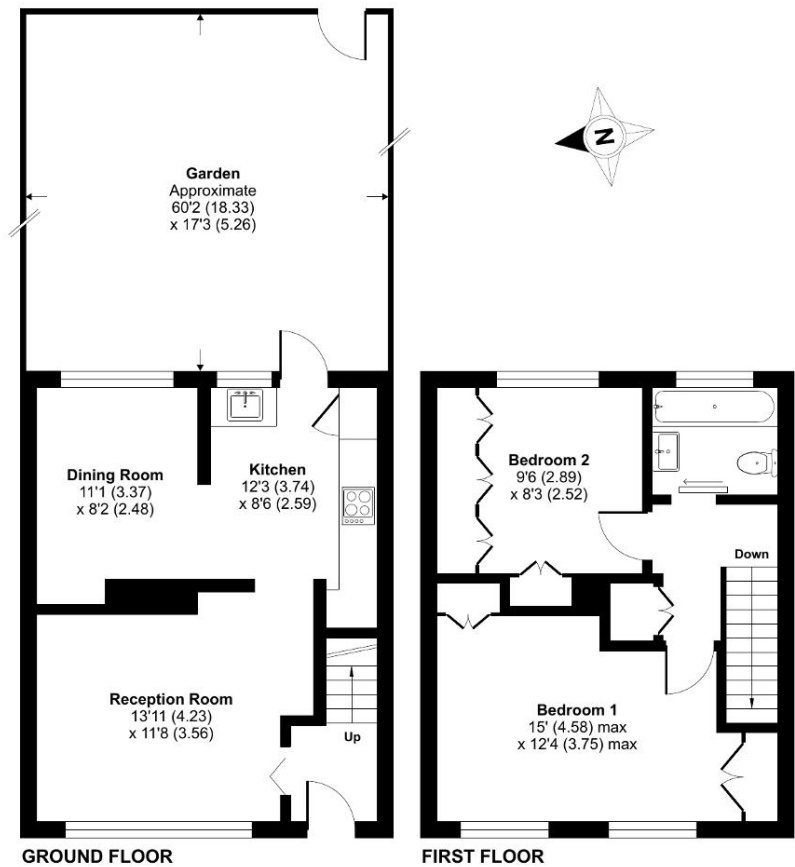 Garden
Approximate
60'2 (18.33)
x 17'3 (5.26)
N
Dining Room
11'1 (3.37)
x 8'2 (2.48)
Kitchen
12'3 (3.74)
x 8'6 (2.59)
Reception Room
13'11 (4.23)
x 11'8 (3.56)
Up
GROUND FLOOR
Bedroom 2
9'6 (2.89)
x 8'3 (2.52)
Down
Bedroom 1
15' (4.58) max
x 12'4 (3.75) max
FIRST FLOOR